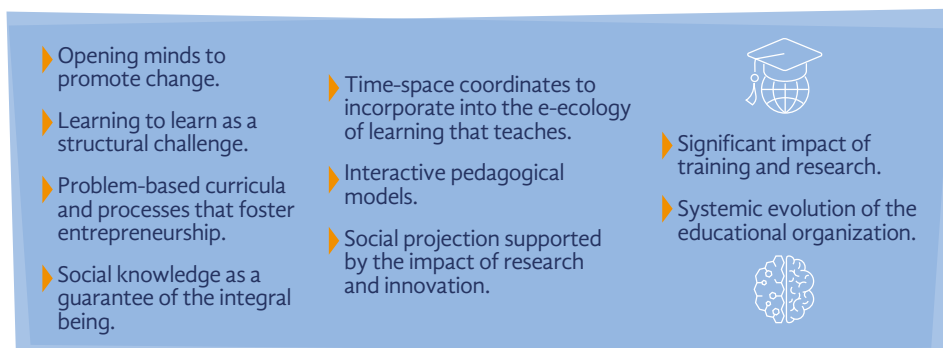 Opening minds to
promote change.
Learning to learn as a
structural challenge.
Problem-based curricula
and processes that foster
entrepreneurship.
Social knowledge as a
guarantee of the integral
being.
Time-space coordinates to
incorporate into the e-ecology
of learning that teaches.
Interactive pedagogical
models.
Social projection supported
by the impact of research
and innovation.
Significant impact of
training and research.
Systemic evolution of the
educational organization.